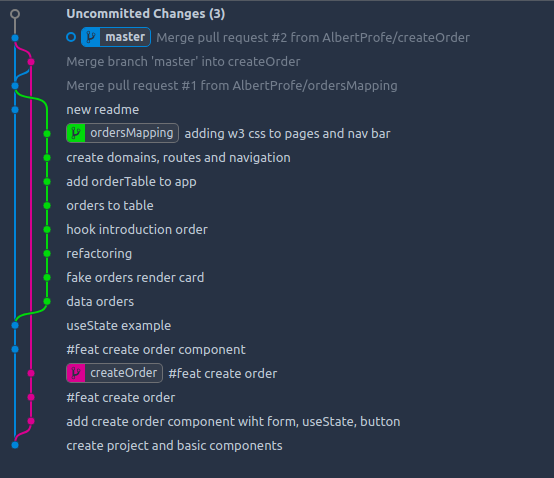 Uncommitted Changes (3)
master Merge pull request #2 from AlbertProfe/createOrder
Merge branch 'master' into createOrder
Merge pull request #1 from AlbertProfe/ordersMapping
new readme
ordersMapping adding w3 css to pages and nav bar
create domains, routes and navigation
add orderTable to app
orders to table
hook introduction order
refactoring
fake orders render card
data orders
useState example
#feat create order component
createOrder #feat create order
#feat create order
add create order component wiht form, useState, button
create project and basic components